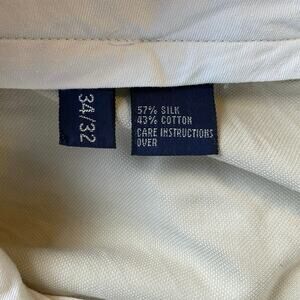 34/32
57% SILK
43% COTTON
CARE INSTRUCTIONS
OVER